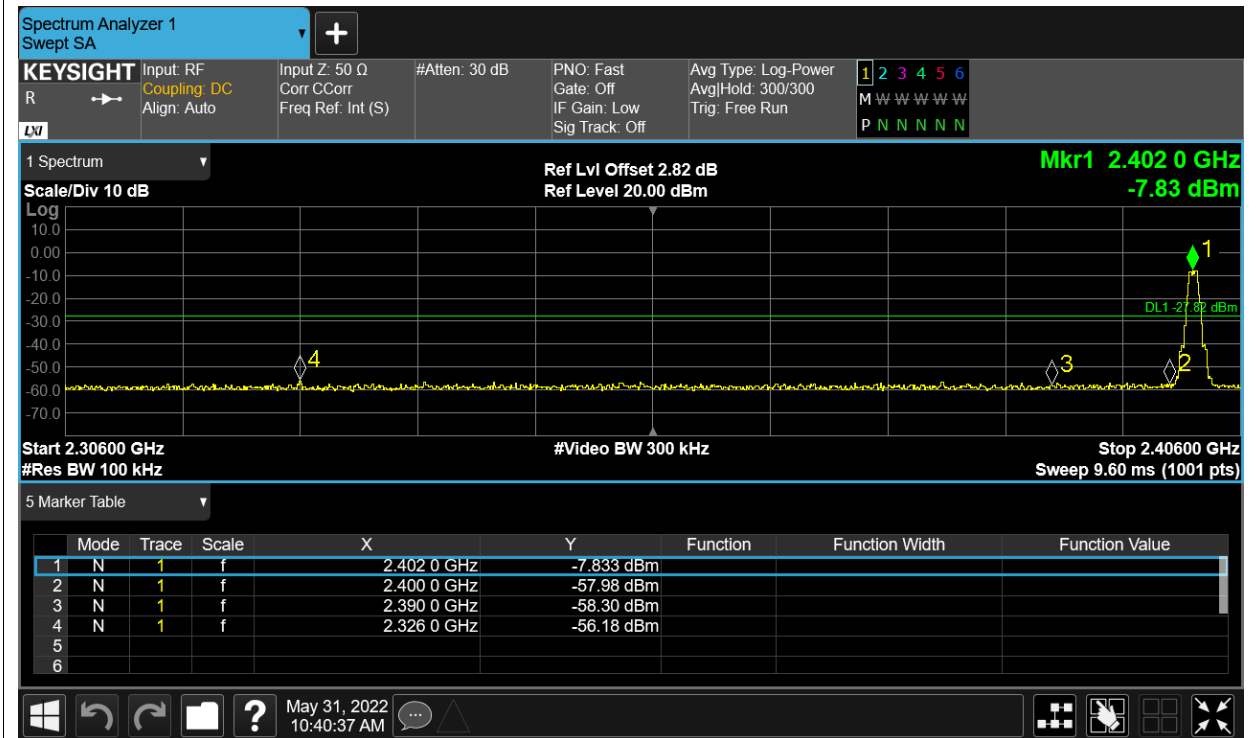 Spectrum Analyzer 1
Swept SA
KEYSIGHT
R
LXI
Input: RF
Coupling: DC
Align: Auto
Input Z: 50 Ω
Corr CCorr
Freq Ref: Int (S)
#Atten: 30 dB
PNO: Fast
Gate: Off
IF Gain: Low
Sig Track: Off
Avg Type: Log-Power
Avg|Hold: 300/300
Trig: Free Run
1 2 3 4 5 6
M W W W W W
P N N N N N
1 Spectrum
Scale/Div 10 dB
Ref Lvl Offset 2.82 dB
Ref Level 20.00 dBm
Mkr1 2.402 0 GHz
-7.83 dBm
Log
10.0
0.00
-10.0
-20.0
-30.0
-40.0
-50.0
-60.0
-70.0
1
DL1 -27.82 dBm
4
3
2
Start 2.30600 GHz
#Res BW 100 kHz
#Video BW 300 kHz
Stop 2.40600 GHz
Sweep 9.60 ms (1001 pts)
5 Marker Table
Mode Trace Scale X Y Function Function Width Function Value
1 N 1 f 2.402 0 GHz -7.833 dBm
2 N 1 f 2.400 0 GHz -57.98 dBm
3 N 1 f 2.390 0 GHz -58.30 dBm
4 N 1 f 2.326 0 GHz -56.18 dBm
5
6
?
May 31, 2022
10:40:37 AM